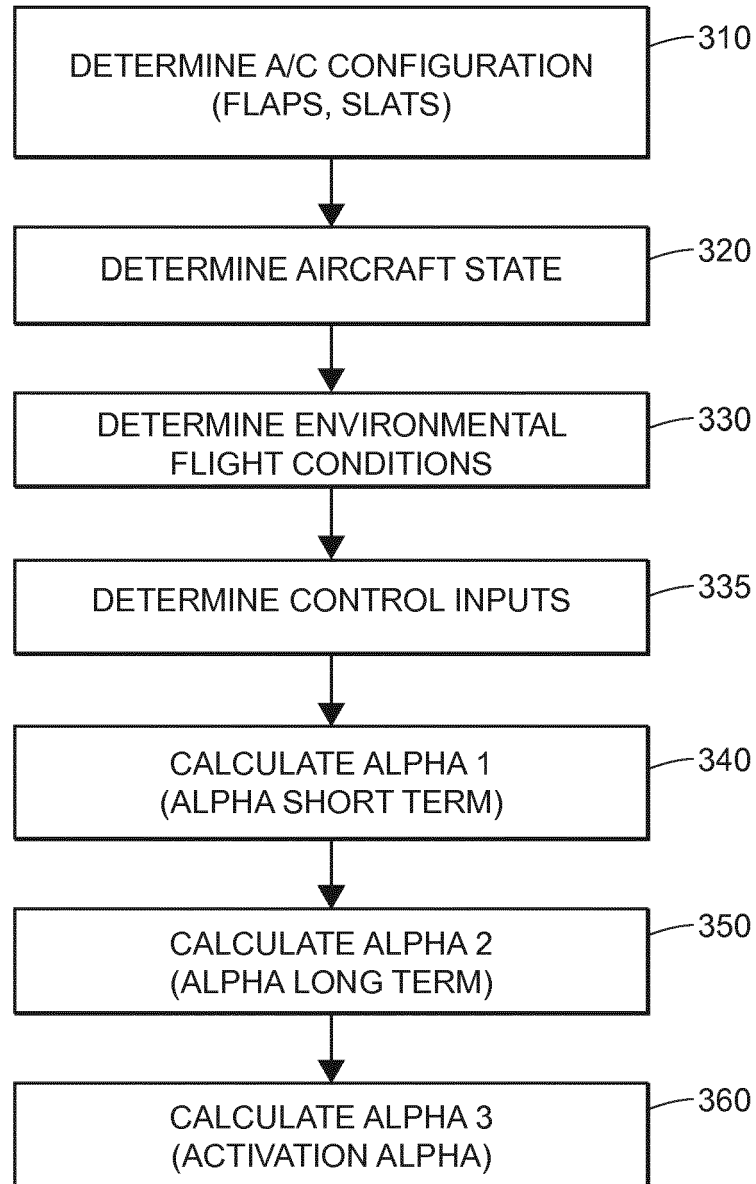 DETERMINE A/C CONFIGURATION
(FLAPS, SLATS)
310
DETERMINE AIRCRAFT STATE
320
DETERMINE ENVIRONMENTAL
FLIGHT CONDITIONS
330
DETERMINE CONTROL INPUTS
335
CALCULATE ALPHA 1
(ALPHA SHORT TERM)
340
CALCULATE ALPHA 2
(ALPHA LONG TERM)
350
CALCULATE ALPHA 3
(ACTIVATION ALPHA)
360